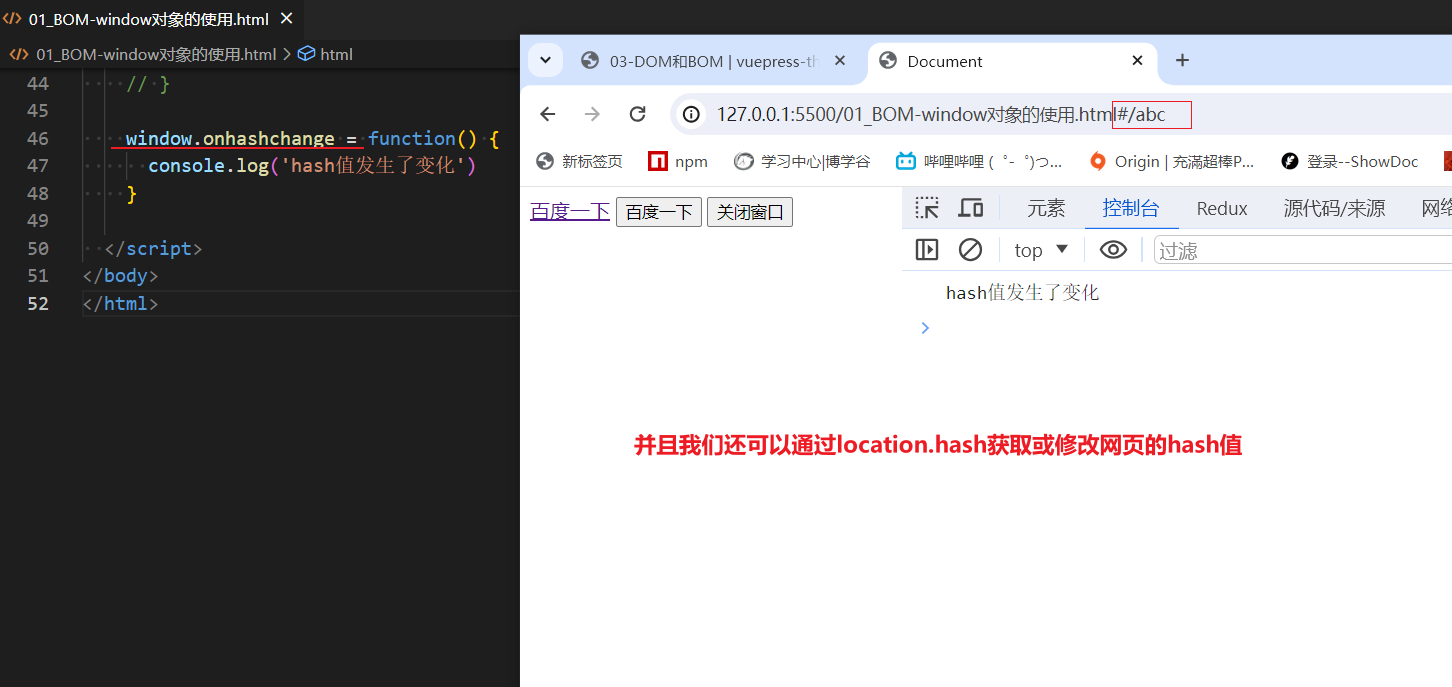 01_BOM-window对象的使用.html
01_BOM-window对象的使用.html > html
44 // }
45
46 window.onhashchange = function() {
47 console.log('hash值发生了变化')
48 }
49
50 </script>
51 </body>
52 </html>
03-DOM和BOM | vuepress-th
Document
127.0.0.1:5500/01_BOM-window对象的使用.html#/abc
新标签页 npm 学习中心|博学谷 哔哩哔哩 (゜-゜)つ... Origin | 充滿超棒P... 登录--ShowDoc
百度一下 百度一下 关闭窗口
元素 控制台 Redux 源代码/来源 网络
top 过滤
hash值发生了变化
并且我们还可以通过location.hash获取或修改网页的hash值